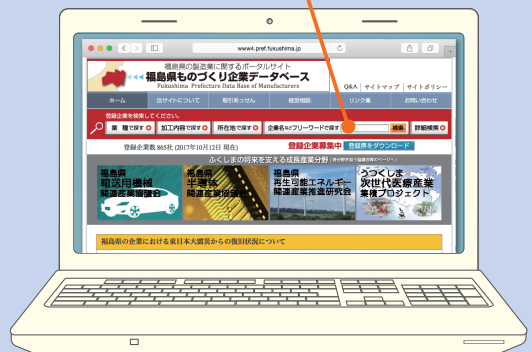 www4.pref.fukushima.jp
福島県の製造業に関するポータルサイト
福島県ものづくり企業データベース
Fukushima Prefecture Data Base of Manufacturers
Q&A サイトマップ サイトポリシー
ホーム 当サイトについて 取引あっせん 経営相談 リンク集 お問い合わせ
登録企業を検索してください。
業 種で探す 加工内容で探す 所在地で探す 企業名などフリーワードで探す 検索 詳細検索
登録企業数 865社 (2017年10月12日 現在) 登録企業募集中 登録票をダウンロード
ふくしまの将来を支える成長産業分野
福島県 輸送用機械 関連産業協議会
福島県 半導体 関連産業協議会
福島県 再生可能エネルギー 関連産業推進研究会
うつくしま 次世代医療産業 集積プロジェクト
福島県の企業における東日本大震災からの復旧状況について